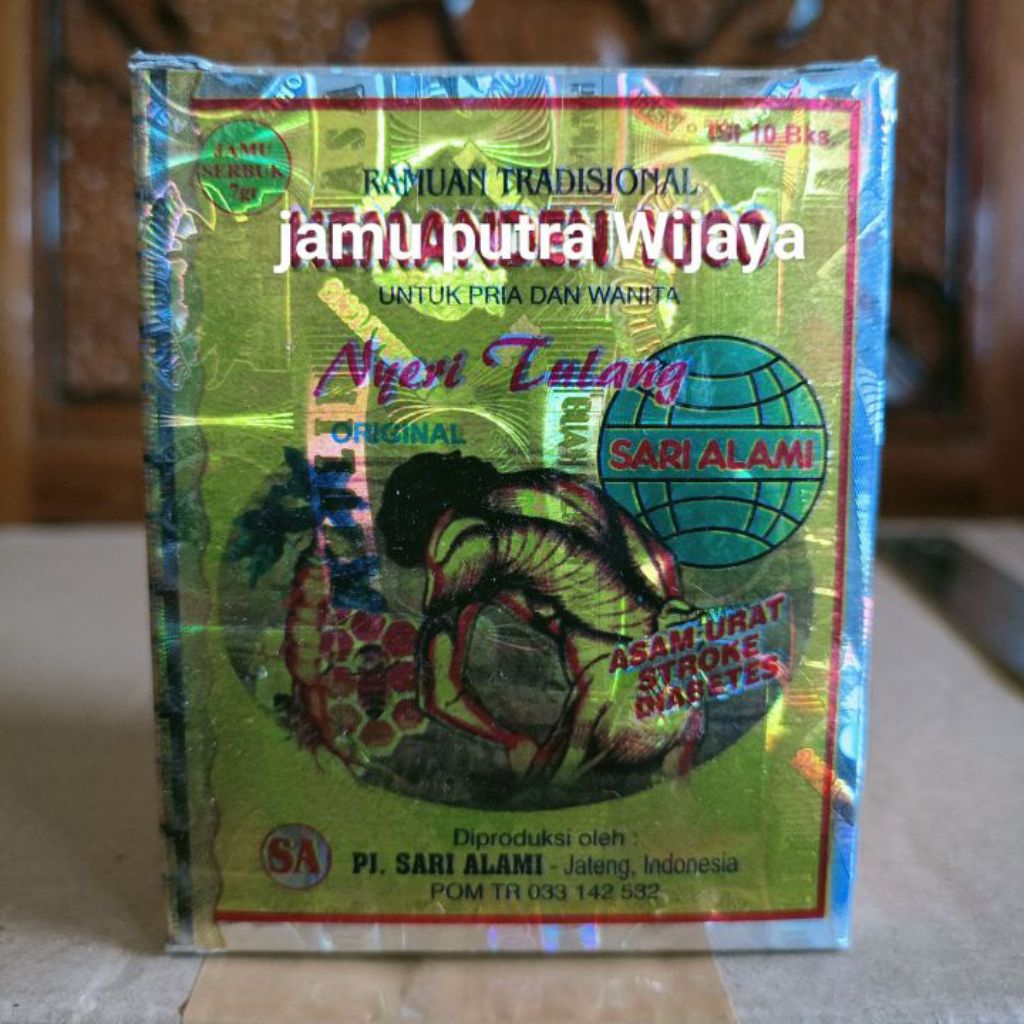 JAMU
SERBUK
7gr
ISI 10 Bks
RAMUAN TRADISIONAL
jamu putra Wijaya
UNTUK PRIA DAN WANITA
Nyeri Tulang
ORIGINAL
SARI ALAMI
ASAM-URAT
STROKE
DIABETES
SA
Diproduksi oleh :
PJ. SARI ALAMI - Jateng, Indonesia
POM TR 033 142 532